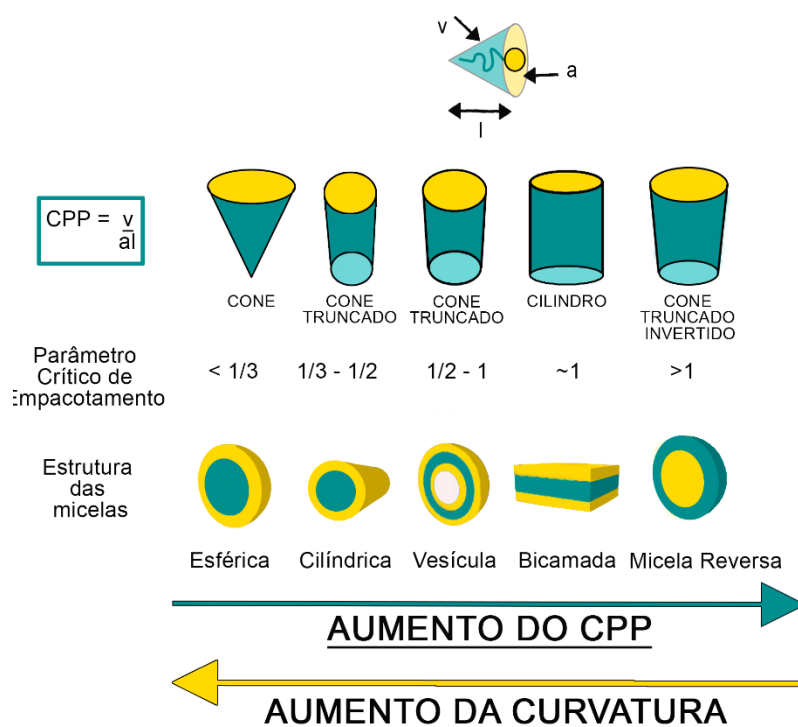 v
a
l
CPP = v
al
CONE
CONE
TRUNCADO
CONE
TRUNCADO
CILINDRO
CONE
TRUNCADO
INVERTIDO
Parâmetro
Crítico de
Empacotamento
< 1/3
1/3 - 1/2
1/2 - 1
~1
>1
Estrutura
das
micelas
Esférica
Cilíndrica
Vesícula
Bicamada
Micela Reversa
AUMENTO DO CPP
AUMENTO DA CURVATURA